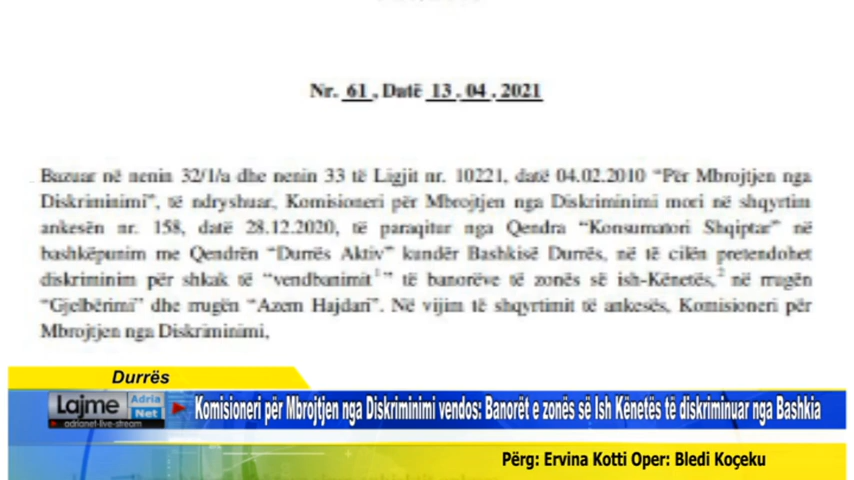 Nr. 61, Datë 13.04.2021
Bazuar në nenin 32/1/a dhe nenin 33 të Ligjit nr. 10221, datë 04.02.2010 “Për Mbrojtjen nga
Diskriminimi”, të ndryshuar, Komisioneri për Mbrojtjen nga Diskriminimi mori në shqyrtim
ankesën nr. 158, datë 28.12.2020, të paraqitur nga Qendra “Konsumatori Shqiptar” në
bashkëpunim me Qendrën “Durrës Aktiv” kundër Bashkisë Durrës, në të cilën pretendohet
diskriminim për shkak të “vendbanimit¹” të banorëve të zonës së ish-Kënetës,² në rrugën
“Gjelbërimi” dhe rrugën “Azem Hajdari”. Në vijim të shqyrtimit të ankesës, Komisioneri për
Mbrojtjen nga Diskriminimi,
Durrës
Lajme Adria Net
adrianet-live-stream
Komisioneri për Mbrojtjen nga Diskriminimi vendos: Banorët e zonës së Ish Kënetës të diskriminuar nga Bashkia
Përg: Ervina Kotti Oper: Bledi Koçeku